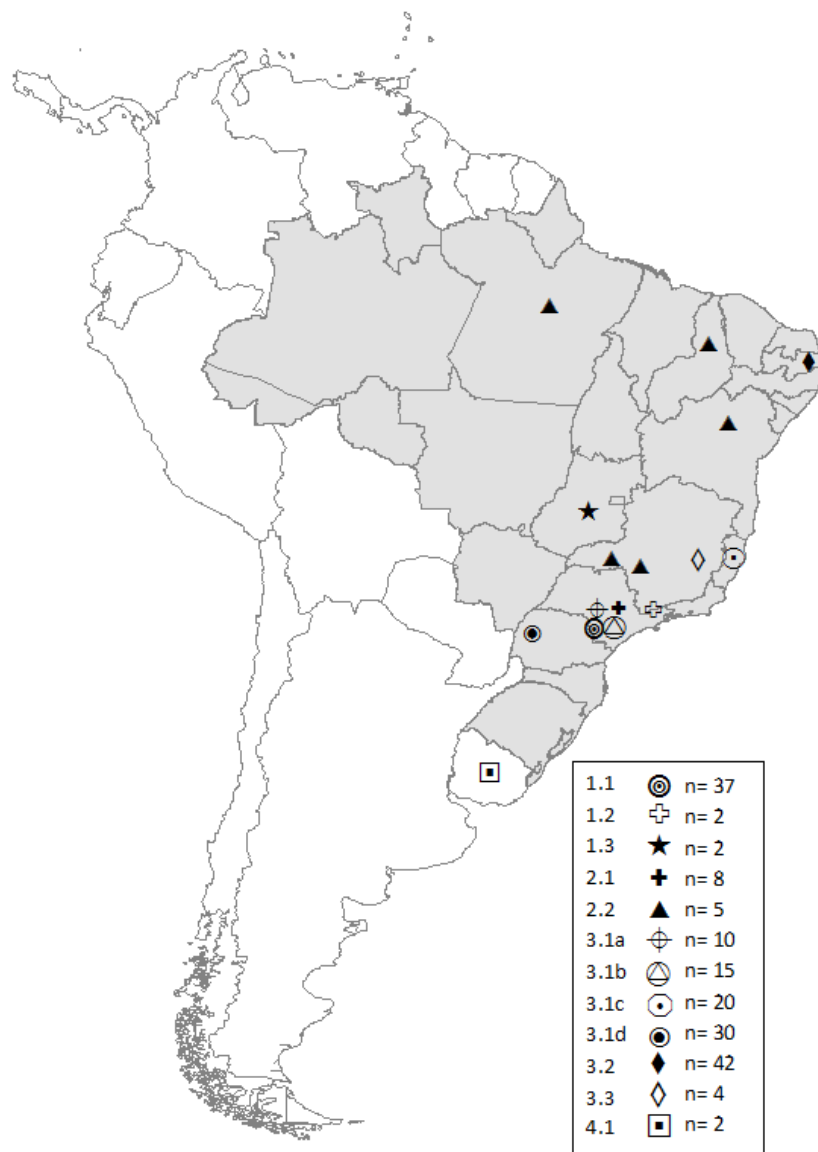 1.1 n= 37
1.2 n= 2
1.3 n= 2
2.1 n= 8
2.2 n= 5
3.1a n= 10
3.1b n= 15
3.1c n= 20
3.1d n= 30
3.2 n= 42
3.3 n= 4
4.1 n= 2